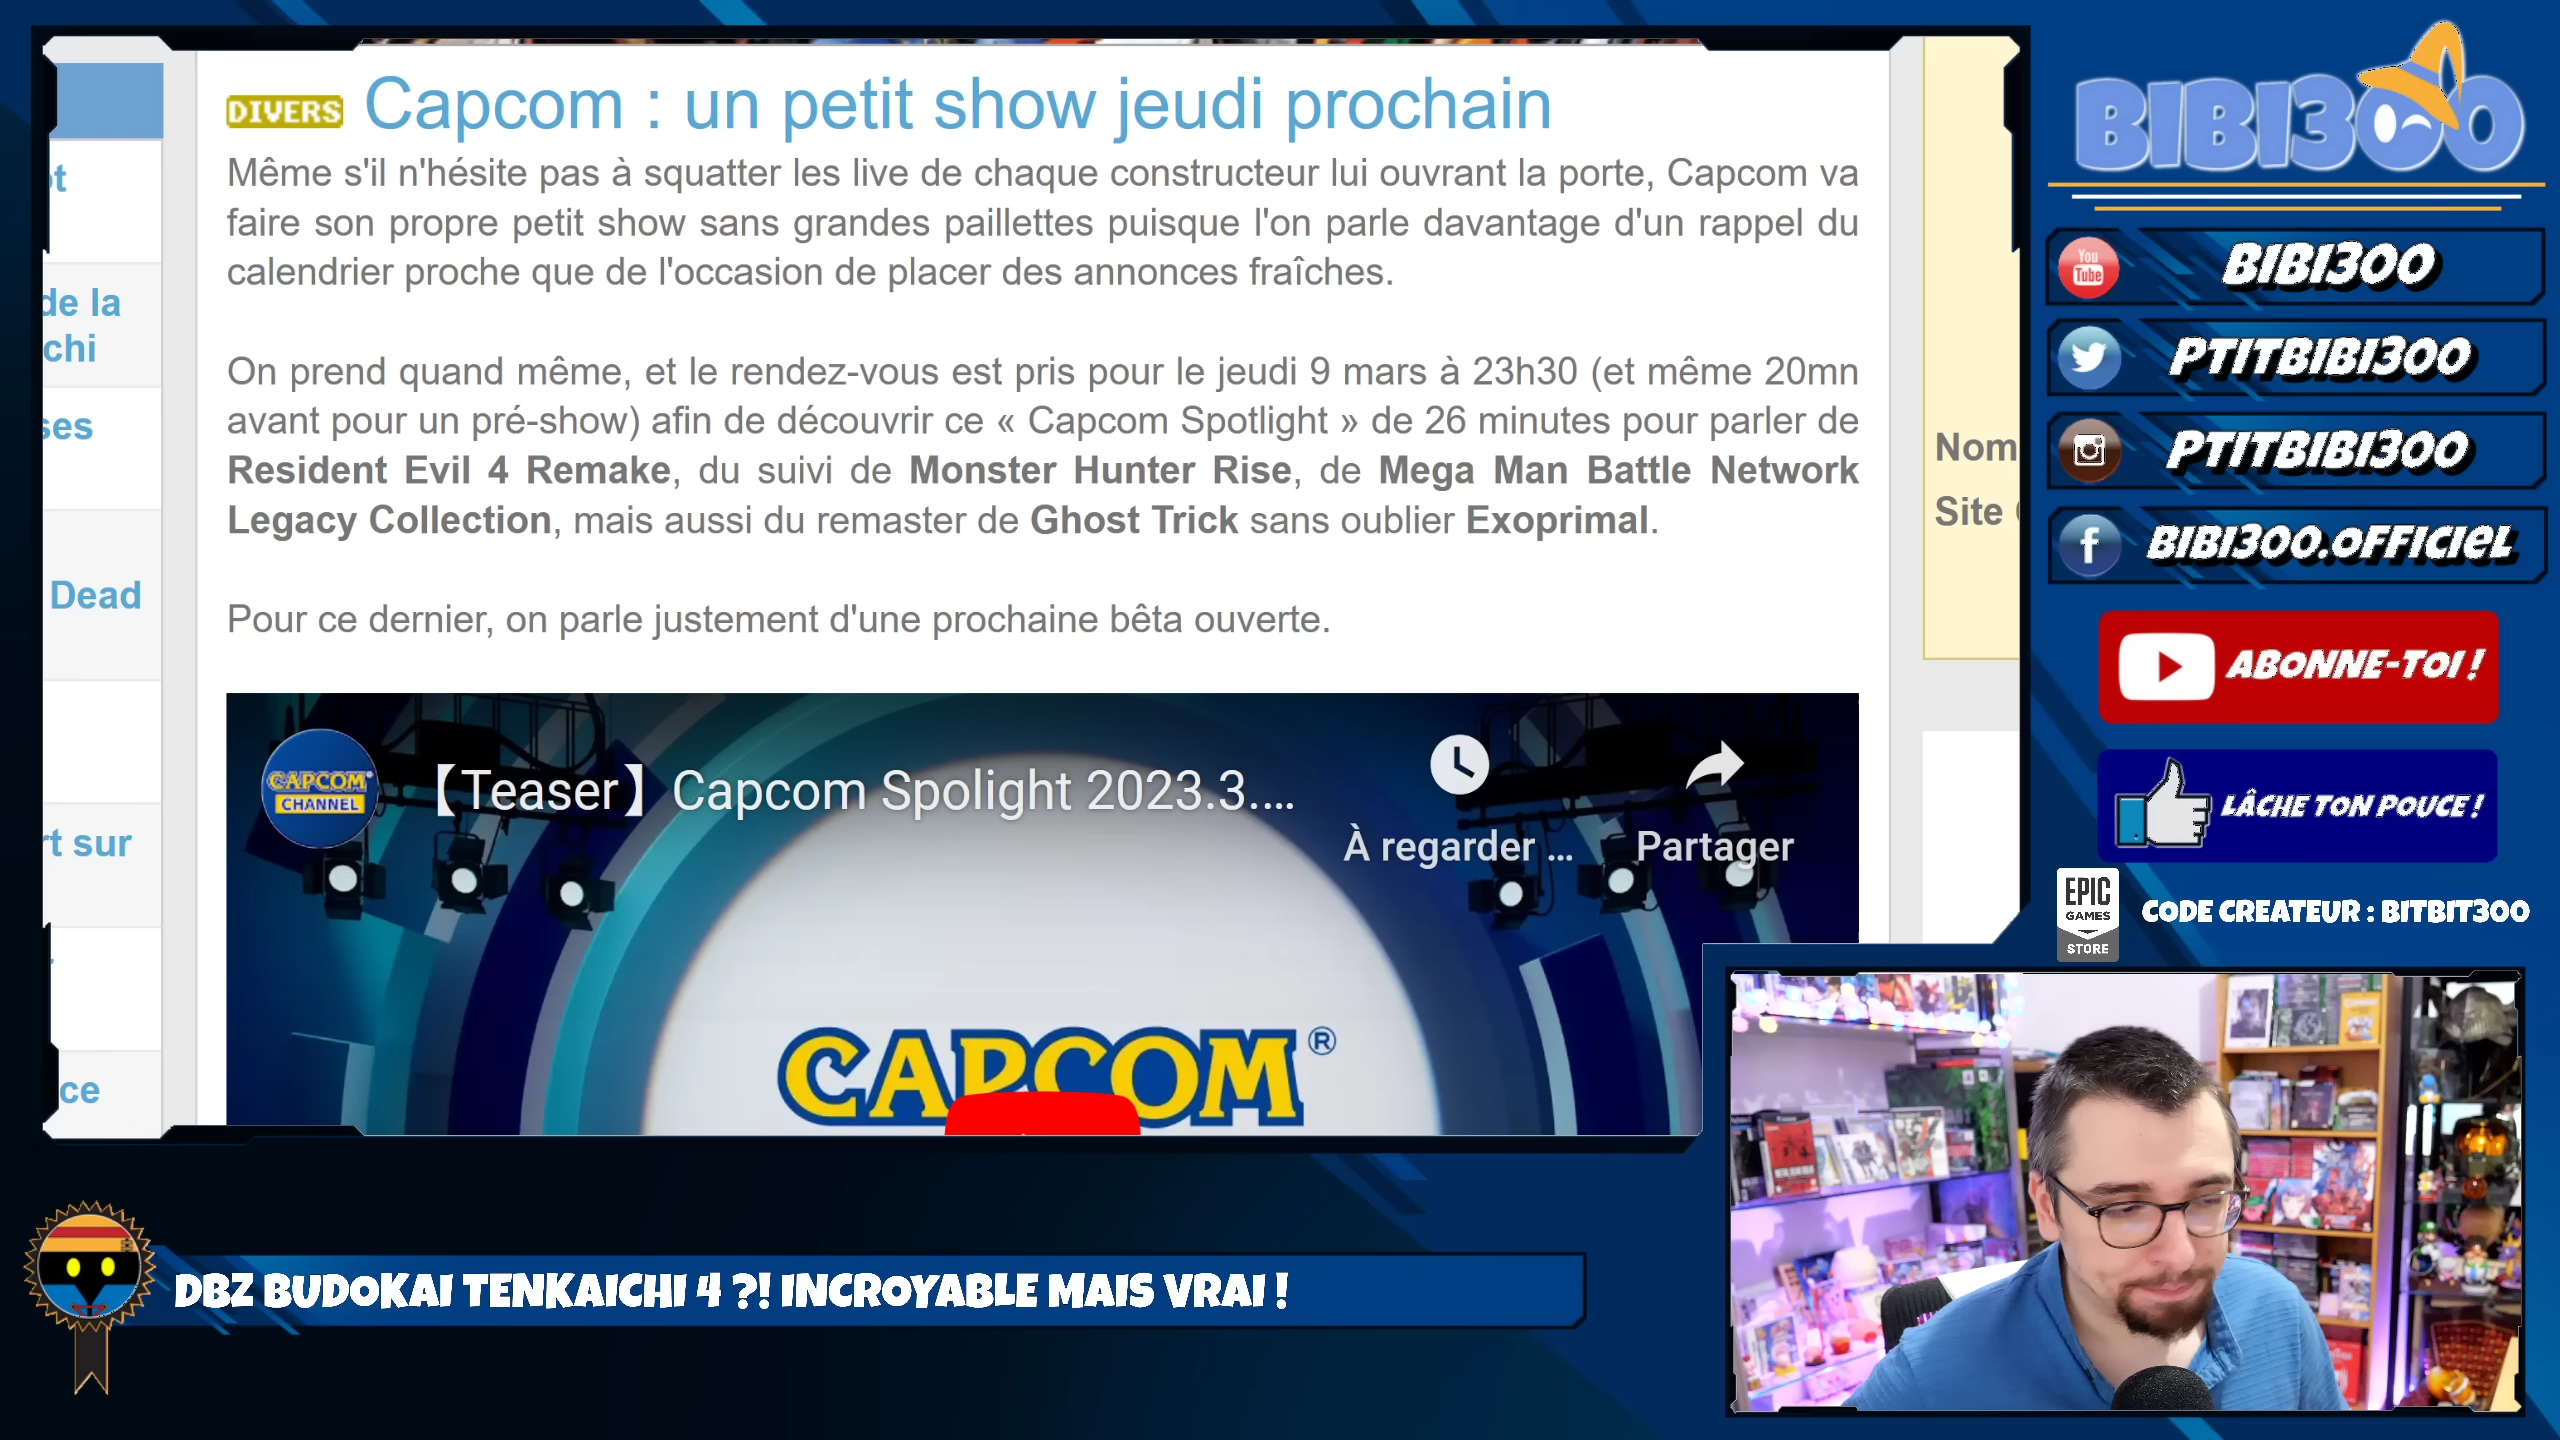 DIVERS Capcom : un petit show jeudi prochain
Même s'il n'hésite pas à squatter les live de chaque constructeur lui ouvrant la porte, Capcom va
faire son propre petit show sans grandes paillettes puisque l'on parle davantage d'un rappel du
calendrier proche que de l'occasion de placer des annonces fraîches.
On prend quand même, et le rendez-vous est pris pour le jeudi 9 mars à 23h30 (et même 20mn
avant pour un pré-show) afin de découvrir ce « Capcom Spotlight » de 26 minutes pour parler de
Resident Evil 4 Remake, du suivi de Monster Hunter Rise, de Mega Man Battle Network
Legacy Collection, mais aussi du remaster de Ghost Trick sans oublier Exoprimal.
Pour ce dernier, on parle justement d'une prochaine bêta ouverte.
CAPCOM
CHANNEL
【Teaser】Capcom Spolight 2023.3....
À regarder ...
Partager
CAPCOM®
de la
chi
ses
Dead
t sur
ce
Nom
Site
BIBI300
You
Tube
BIBI300
PTITBIBI300
PTITBIBI300
f
BIBI300.OFFICIEL
ABONNE-TOI !
LÂCHE TON POUCE !
EPIC
GAMES
STORE
CODE CREATEUR : BITBIT300
DBZ BUDOKAI TENKAICHI 4 ?! INCROYABLE MAIS VRAI !